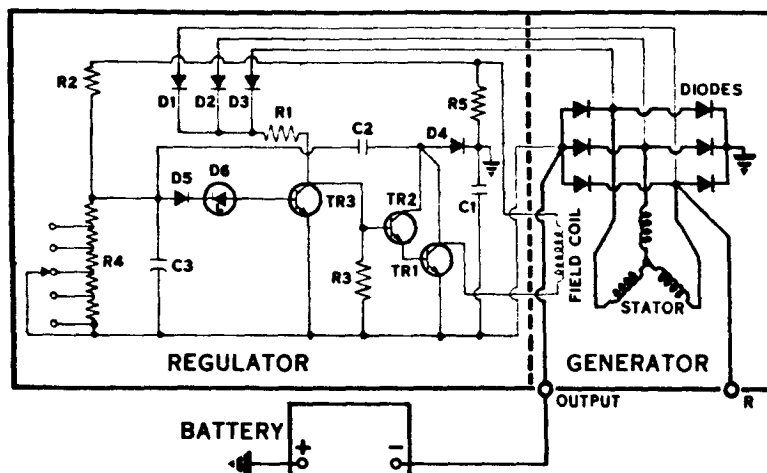 R2
D1
D2
D3
R1
C2
D4
R5
DIODES
D5
D6
TR3
TR2
C1
R4
C3
R3
TR1
FIELD COIL
STATOR
REGULATOR
GENERATOR
OUTPUT
R
BATTERY
+
−